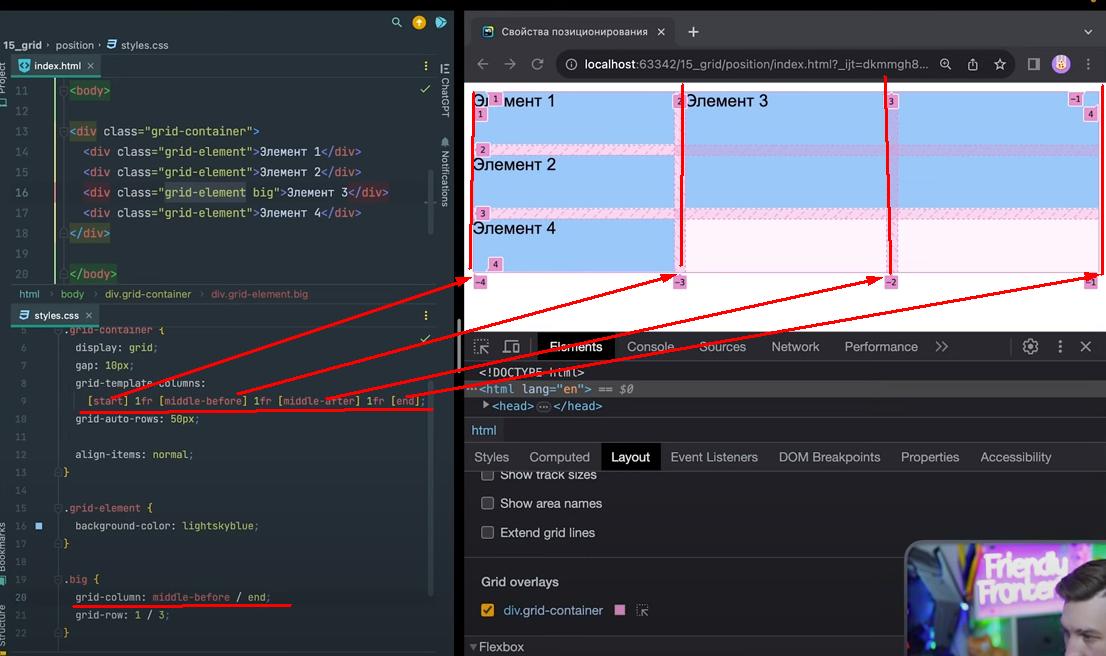 15_grid › position › styles.css
index.html
11 <body>
12
13 <div class="grid-container">
14 <div class="grid-element">Элемент 1</div>
15 <div class="grid-element">Элемент 2</div>
16 <div class="grid-element big">Элемент 3</div>
17 <div class="grid-element">Элемент 4</div>
18 </div>
19
20 </body>
html › body › div.grid-container › div.grid-element.big
styles.css
5 .grid-container {
6 display: grid;
7 gap: 10px;
8 grid-template-columns:
9 [start] 1fr [middle-before] 1fr [middle-after] 1fr [end];
10 grid-auto-rows: 50px;
11
12 align-items: normal;
13 }
14
15 .grid-element {
16 background-color: lightskyblue;
17 }
18
19 .big {
20 grid-column: middle-before / end;
21 grid-row: 1 / 3;
22 }
Project
Bookmarks
Structure
ChatGPT
Notifications
Свойства позиционирования
localhost:63342/15_grid/position/index.html?_ijt=dkmmgh8...
Элемент 1
1
1
2
Элемент 3
3
-1
4
2
Элемент 2
3
Элемент 4
4
-4
-3
-2
-1
Elements Console Sources Network Performance
<!DOCTYPE html>
<html lang="en"> == $0
<head> ... </head>
html
Styles Computed Layout Event Listeners DOM Breakpoints Properties Accessibility
Show track sizes
Show area names
Extend grid lines
Grid overlays
div.grid-container
Flexbox
Friendly